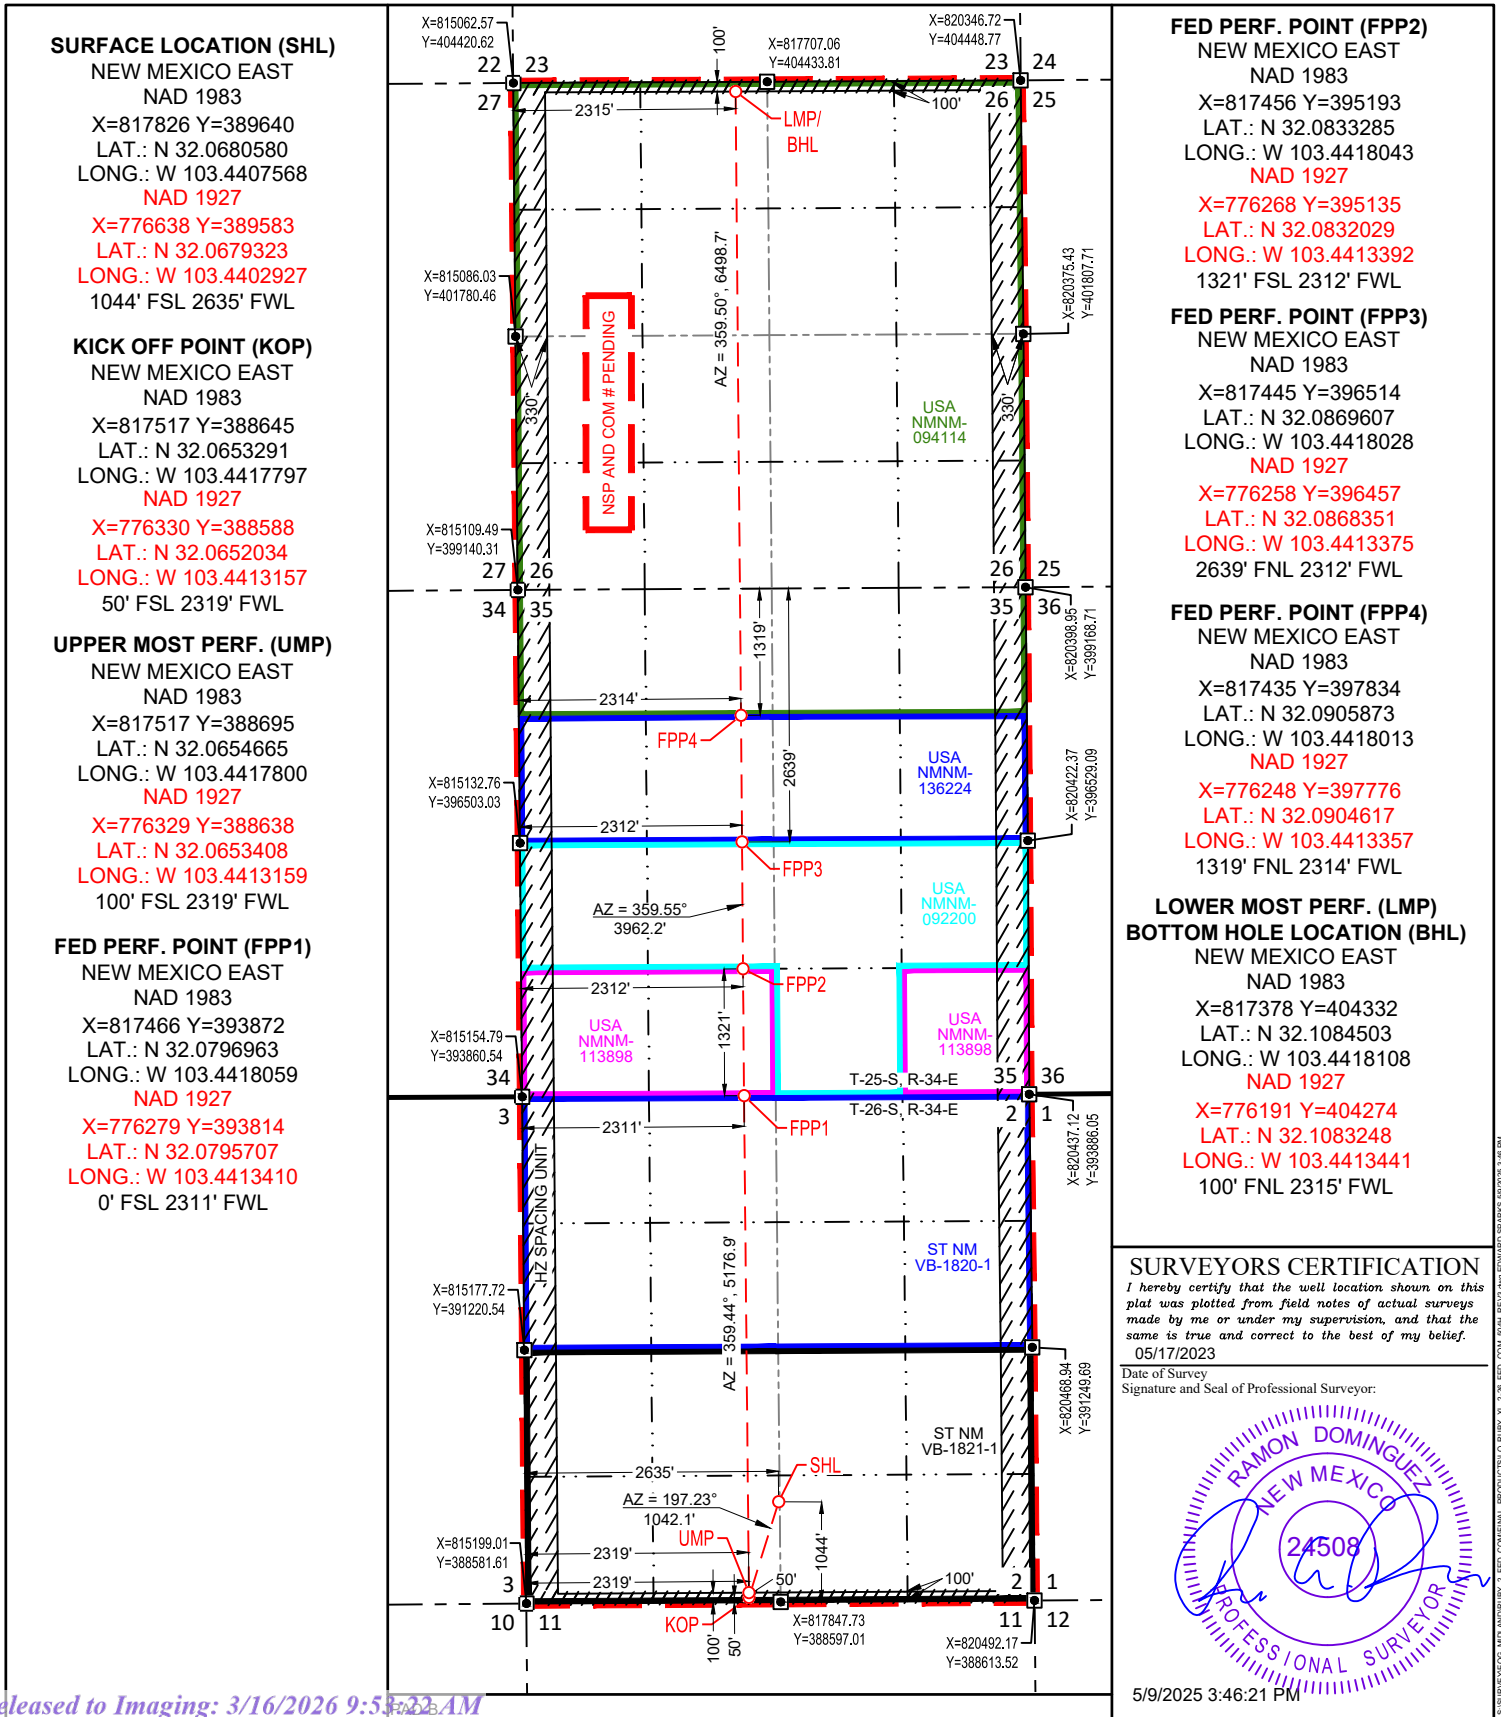 SURFACE LOCATION (SHL)
NEW MEXICO EAST
NAD 1983
X=817826 Y=389640
LAT.: N 32.0680580
LONG.: W 103.4407568
NAD 1927
X=776638 Y=389583
LAT.: N 32.0679323
LONG.: W 103.4402927
1044' FSL 2635' FWL
KICK OFF POINT (KOP)
NEW MEXICO EAST
NAD 1983
X=817517 Y=388645
LAT.: N 32.0653291
LONG.: W 103.4417797
NAD 1927
X=776330 Y=388588
LAT.: N 32.0652034
LONG.: W 103.4413157
50' FSL 2319' FWL
UPPER MOST PERF. (UMP)
NEW MEXICO EAST
NAD 1983
X=817517 Y=388695
LAT.: N 32.0654665
LONG.: W 103.4417800
NAD 1927
X=776329 Y=388638
LAT.: N 32.0653408
LONG.: W 103.4413159
100' FSL 2319' FWL
FED PERF. POINT (FPP1)
NEW MEXICO EAST
NAD 1983
X=817466 Y=393872
LAT.: N 32.0796963
LONG.: W 103.4418059
NAD 1927
X=776279 Y=393814
LAT.: N 32.0795707
LONG.: W 103.4413410
0' FSL 2311' FWL
X=815062.57
Y=404420.62
X=817707.06
Y=404433.81
X=820346.72
Y=404448.77
100'
22 23
27
23 24
26 25
2315'
100'
LMP/
BHL
AZ = 359.50°, 6498.7'
X=815086.03
Y=401780.46
X=820375.43
Y=401807.71
330'
330'
NSP AND COM # PENDING
USA
NMNM-
094114
X=815109.49
Y=399140.31
27 26
34 35
26 25
35 36
X=820398.95
Y=399168.71
1319'
2639'
2314'
FPP4
USA
NMNM-
136224
X=815132.76
Y=396503.03
X=820422.37
Y=396529.09
2312'
FPP3
AZ = 359.55°
3962.2'
USA
NMNM-
092200
2312'
FPP2
1321'
USA
NMNM-
113898
USA
NMNM-
113898
X=815154.79
Y=393860.54
34
3
T-25-S, R-34-E
T-26-S, R-34-E
35 36
2 1
X=820437.12
Y=393886.05
2311'
FPP1
HZ SPACING UNIT
AZ = 359.44°, 5176.9'
ST NM
VB-1820-1
X=815177.72
Y=391220.54
X=820468.94
Y=391249.69
ST NM
VB-1821-1
2635'
SHL
AZ = 197.23°
1042.1'
UMP
1044'
X=815199.01
Y=388581.61
2319'
2319'
50'
100'
3
10 11
2 1
11 12
KOP
100'
50'
X=817847.73
Y=388597.01
X=820492.17
Y=388613.52
FED PERF. POINT (FPP2)
NEW MEXICO EAST
NAD 1983
X=817456 Y=395193
LAT.: N 32.0833285
LONG.: W 103.4418043
NAD 1927
X=776268 Y=395135
LAT.: N 32.0832029
LONG.: W 103.4413392
1321' FSL 2312' FWL
FED PERF. POINT (FPP3)
NEW MEXICO EAST
NAD 1983
X=817445 Y=396514
LAT.: N 32.0869607
LONG.: W 103.4418028
NAD 1927
X=776258 Y=396457
LAT.: N 32.0868351
LONG.: W 103.4413375
2639' FNL 2312' FWL
FED PERF. POINT (FPP4)
NEW MEXICO EAST
NAD 1983
X=817435 Y=397834
LAT.: N 32.0905873
LONG.: W 103.4418013
NAD 1927
X=776248 Y=397776
LAT.: N 32.0904617
LONG.: W 103.4413357
1319' FNL 2314' FWL
LOWER MOST PERF. (LMP)
BOTTOM HOLE LOCATION (BHL)
NEW MEXICO EAST
NAD 1983
X=817378 Y=404332
LAT.: N 32.1084503
LONG.: W 103.4418108
NAD 1927
X=776191 Y=404274
LAT.: N 32.1083248
LONG.: W 103.4413441
100' FNL 2315' FWL
SURVEYORS CERTIFICATION
I hereby certify that the well location shown on this
plat was plotted from field notes of actual surveys
made by me or under my supervision, and that the
same is true and correct to the best of my belief.
05/17/2023
Date of Survey
Signature and Seal of Professional Surveyor:
RAMON DOMINGUEZ
NEW MEXICO
24508
PROFESSIONAL SURVEYOR
5/9/2025 3:46:21 PM
eleased to Imaging: 3/16/2026 9:53:22 AM